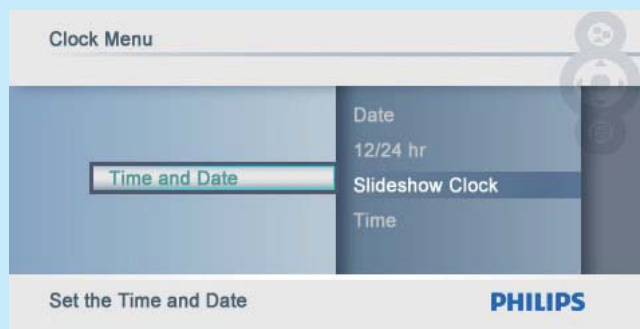 Clock Menu
Date
12/24 hr
Time and Date
Slideshow Clock
Time
Set the Time and Date
PHILIPS